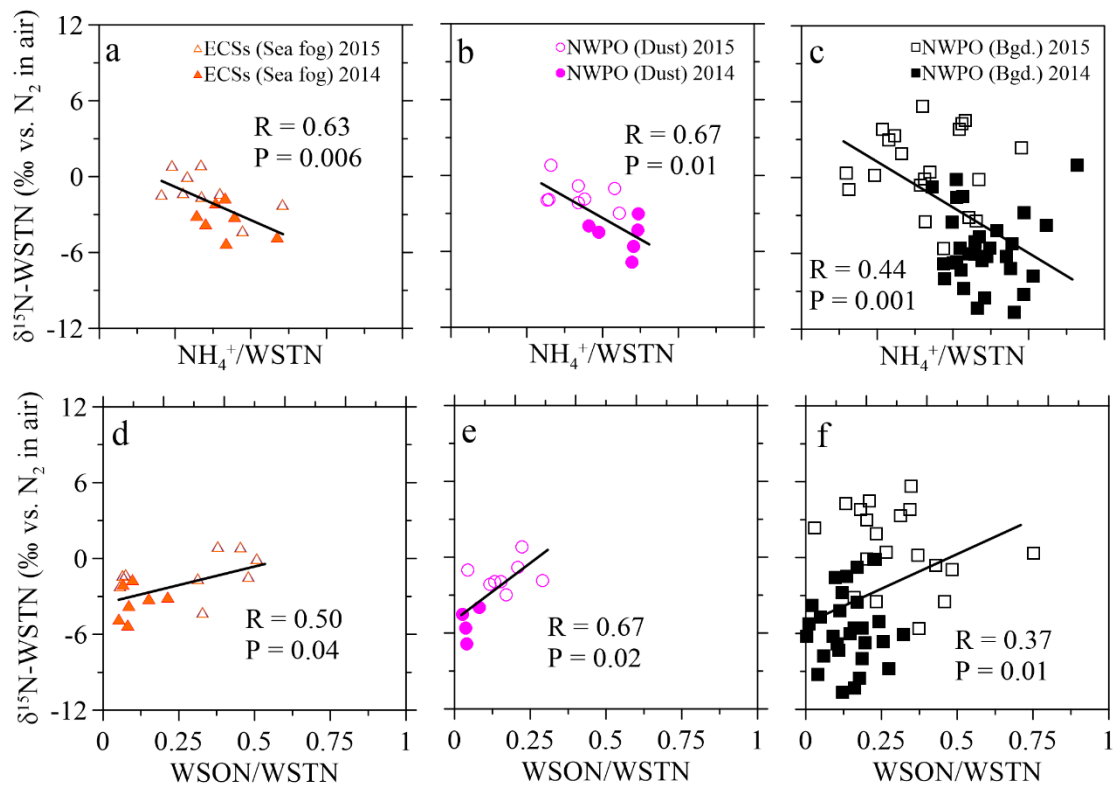 a
ECSs (Sea fog) 2015
ECSs (Sea fog) 2014
R = 0.63
P = 0.006
b
NWPO (Dust) 2015
NWPO (Dust) 2014
R = 0.67
P = 0.01
c
NWPO (Bgd.) 2015
NWPO (Bgd.) 2014
R = 0.44
P = 0.001
12
6
0
-6
-12
δ¹⁵N-WSTN (‰ vs. N₂ in air)
NH₄⁺/WSTN
NH₄⁺/WSTN
NH₄⁺/WSTN
d
R = 0.50
P = 0.04
e
R = 0.67
P = 0.02
f
R = 0.37
P = 0.01
12
6
0
-6
-12
δ¹⁵N-WSTN (‰ vs. N₂ in air)
0 0.25 0.5 0.75 1
0 0.25 0.5 0.75 1
0 0.25 0.5 0.75 1
WSON/WSTN
WSON/WSTN
WSON/WSTN